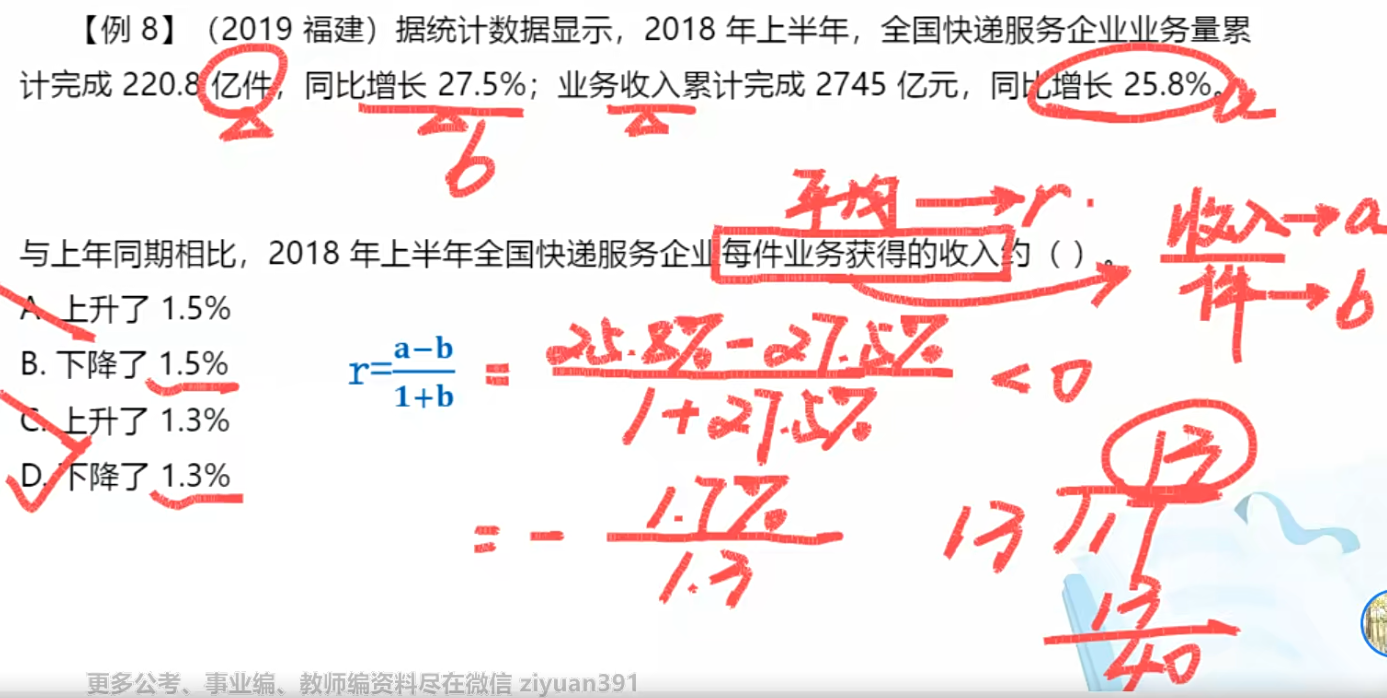 【例 8】（2019 福建）据统计数据显示，2018 年上半年，全国快递服务企业业务量累
计完成 220.8 亿件，同比增长 27.5%；业务收入累计完成 2745 亿元，同比增长 25.8%。
a
b
平均 → r
收入 → a
件 → b
与上年同期相比，2018 年上半年全国快递服务企业每件业务获得的收入约（ ）。
A. 上升了 1.5%
B. 下降了 1.5%
C. 上升了 1.3%
D. 下降了 1.3%
r=a−b/1+b = 25.8%-27.5%/1+27.5% < 0
= - 1.7%/1.3
13
13 17
13
40
更多公考、事业编、教师编资料尽在微信 ziyuan391